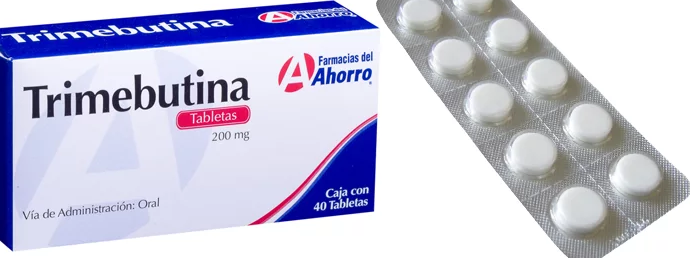 Trimebutina
Farmacias del
Ahorro
Trimebutina
Tabletas
200 mg
Vía de Administración: Oral
Caja con
40 Tabletas